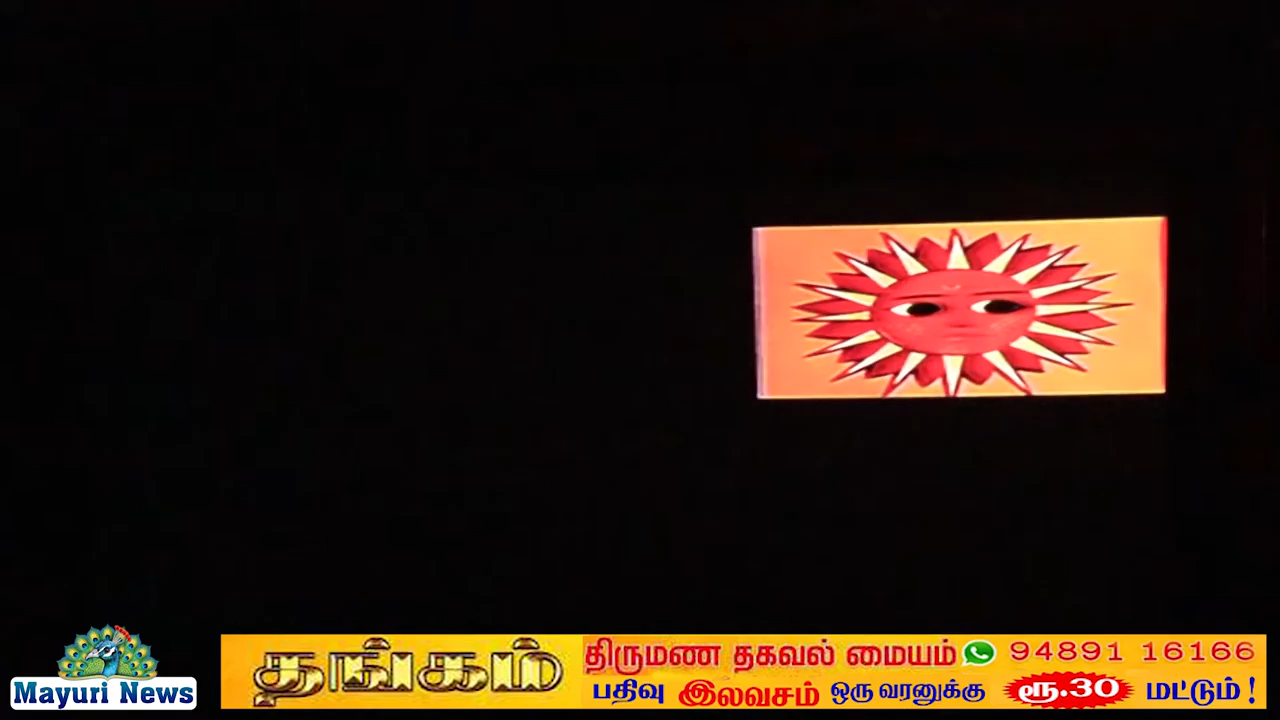 தங்கம்
திருமண தகவல் மையம் 94891 16166
பதிவு இலவசம் ஒரு வரனுக்கு ரூ.30 மட்டும் !
Mayuri News